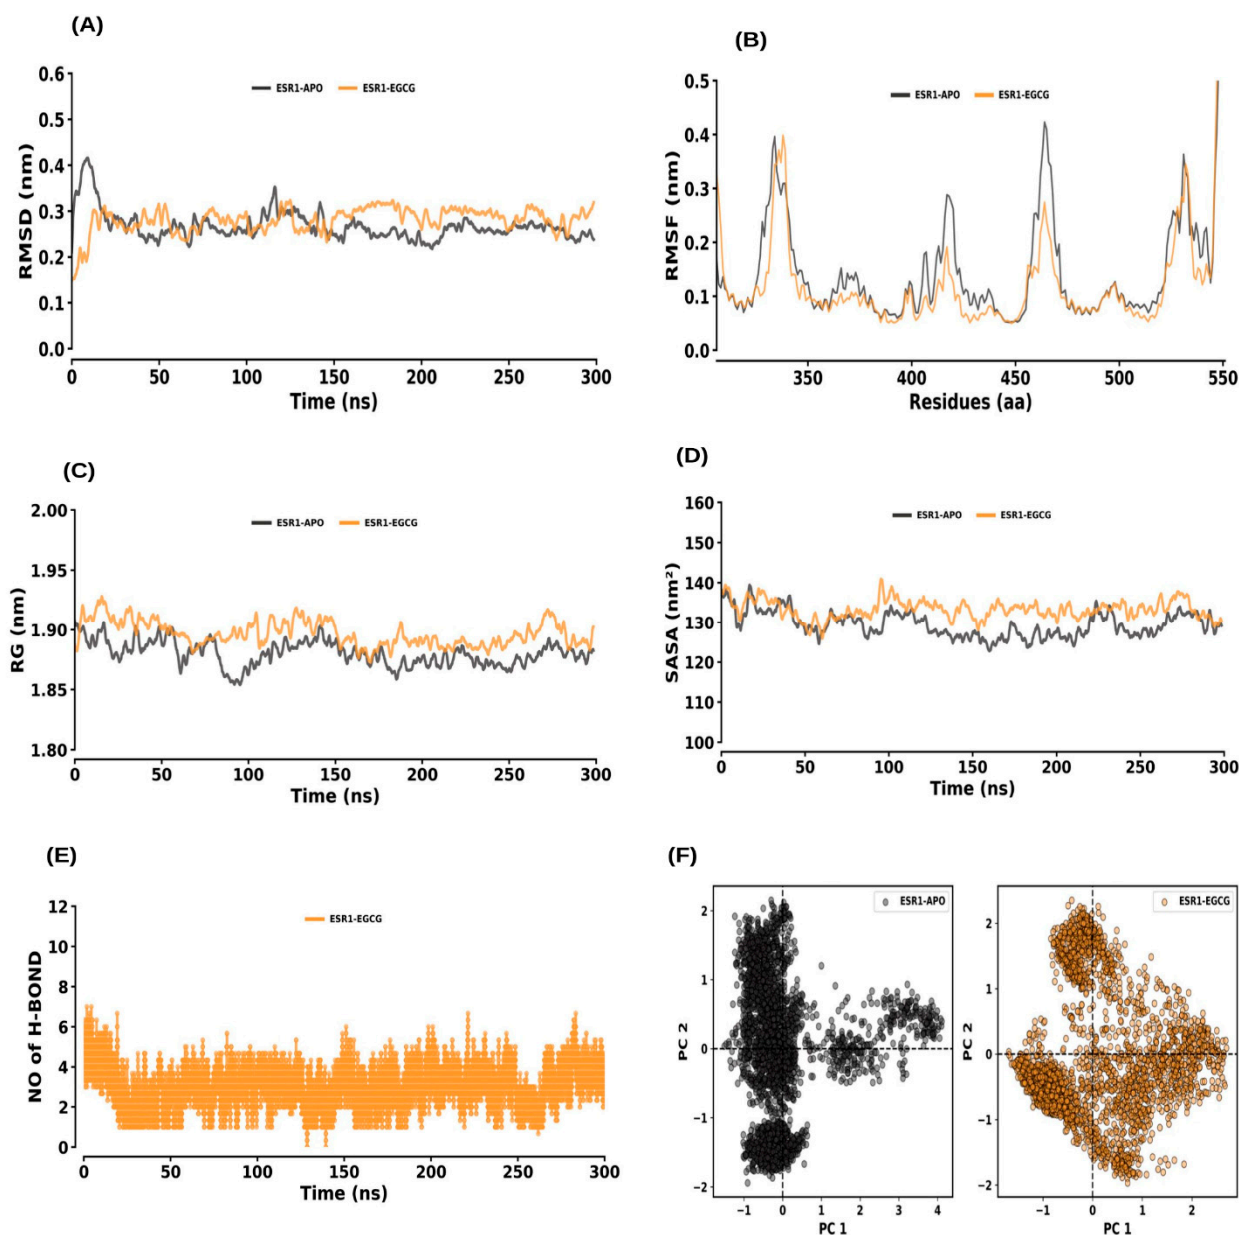 (A)
ESR1-APO ESR1-EGCG
0.6
0.5
0.4
0.3
0.2
0.1
0.0
RMSD (nm)
0 50 100 150 200 250 300
Time (ns)
(B)
ESR1-APO ESR1-EGCG
0.5
0.4
0.3
0.2
0.1
0.0
RMSF (nm)
350 400 450 500 550
Residues (aa)
(C)
ESR1-APO ESR1-EGCG
2.00
1.95
1.90
1.85
1.80
RG (nm)
0 50 100 150 200 250 300
Time (ns)
(D)
ESR1-APO ESR1-EGCG
160
150
140
130
120
110
100
SASA (nm²)
0 50 100 150 200 250 300
Time (ns)
(E)
ESR1-EGCG
12
10
8
6
4
2
0
NO of H-BOND
0 50 100 150 200 250 300
Time (ns)
(F)
ESR1-APO
2
1
0
−1
−2
PC 2
−1 0 1 2 3 4
PC 1
ESR1-EGCG
2
1
0
−1
−2
PC 2
−1 0 1 2
PC 1